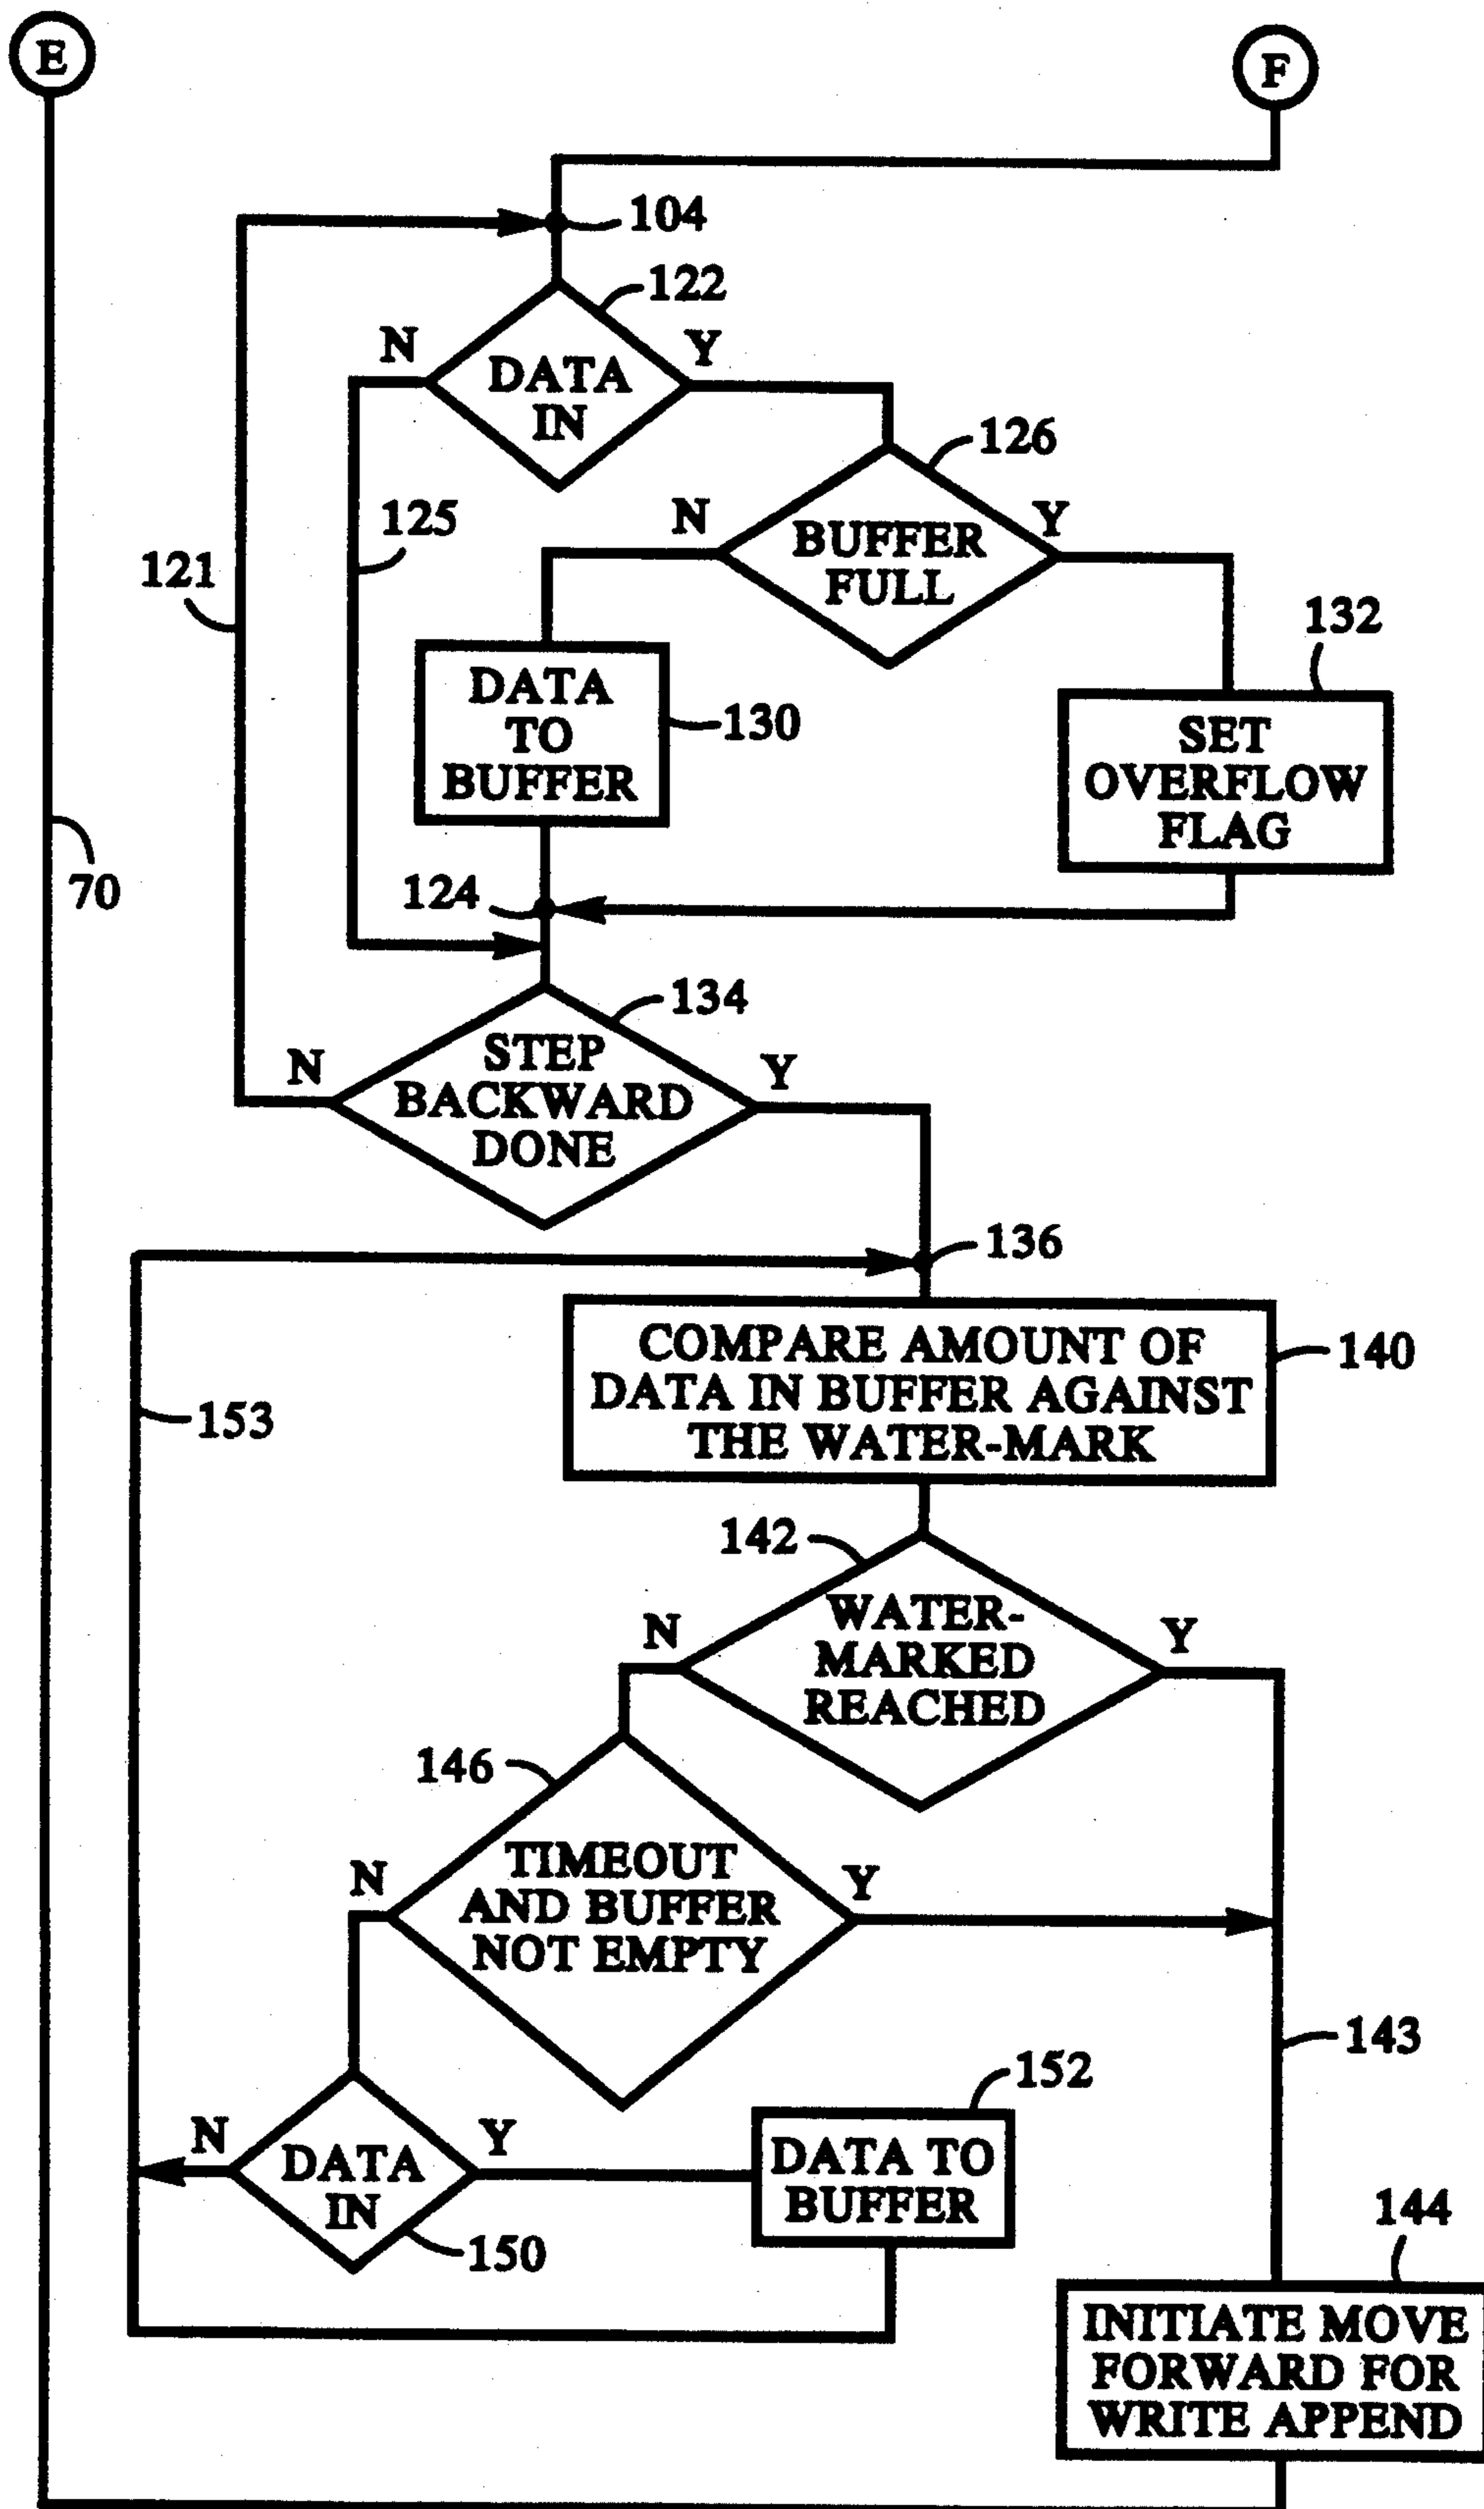 E
F
104
122
N
Y
DATA
IN
126
125
N
Y
BUFFER
FULL
121
132
DATA
TO
BUFFER
130
SET
OVERFLOW
FLAG
70
124
134
N
Y
STEP
BACKWARD
DONE
136
COMPARE AMOUNT OF
DATA IN BUFFER AGAINST
THE WATER-MARK
140
153
142
N
Y
WATER-
MARKED
REACHED
146
N
Y
TIMEOUT
AND BUFFER
NOT EMPTY
143
152
N
Y
DATA
IN
DATA TO
BUFFER
150
144
INITIATE MOVE
FORWARD FOR
WRITE APPEND